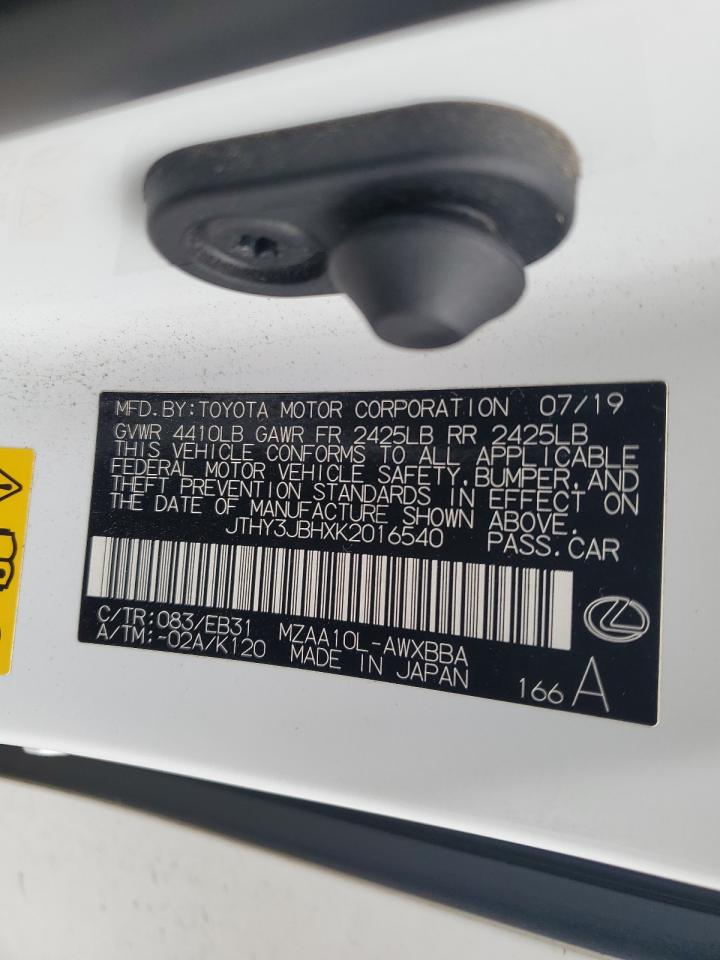 MFD.BY:TOYOTA MOTOR CORPORATION 07/19
GVWR 4410LB GAWR FR 2425LB RR 2425LB
THIS VEHICLE CONFORMS TO ALL APPLICABLE
FEDERAL MOTOR VEHICLE SAFETY,BUMPER,AND
THEFT PREVENTION STANDARDS IN EFFECT ON
THE DATE OF MANUFACTURE SHOWN ABOVE.
JTHY3JBHXK2016540 PASS.CAR
C/TR:083/EB31 MZAA10L-AWXBBA
A/TM:-02A/K120 MADE IN JAPAN
166 A